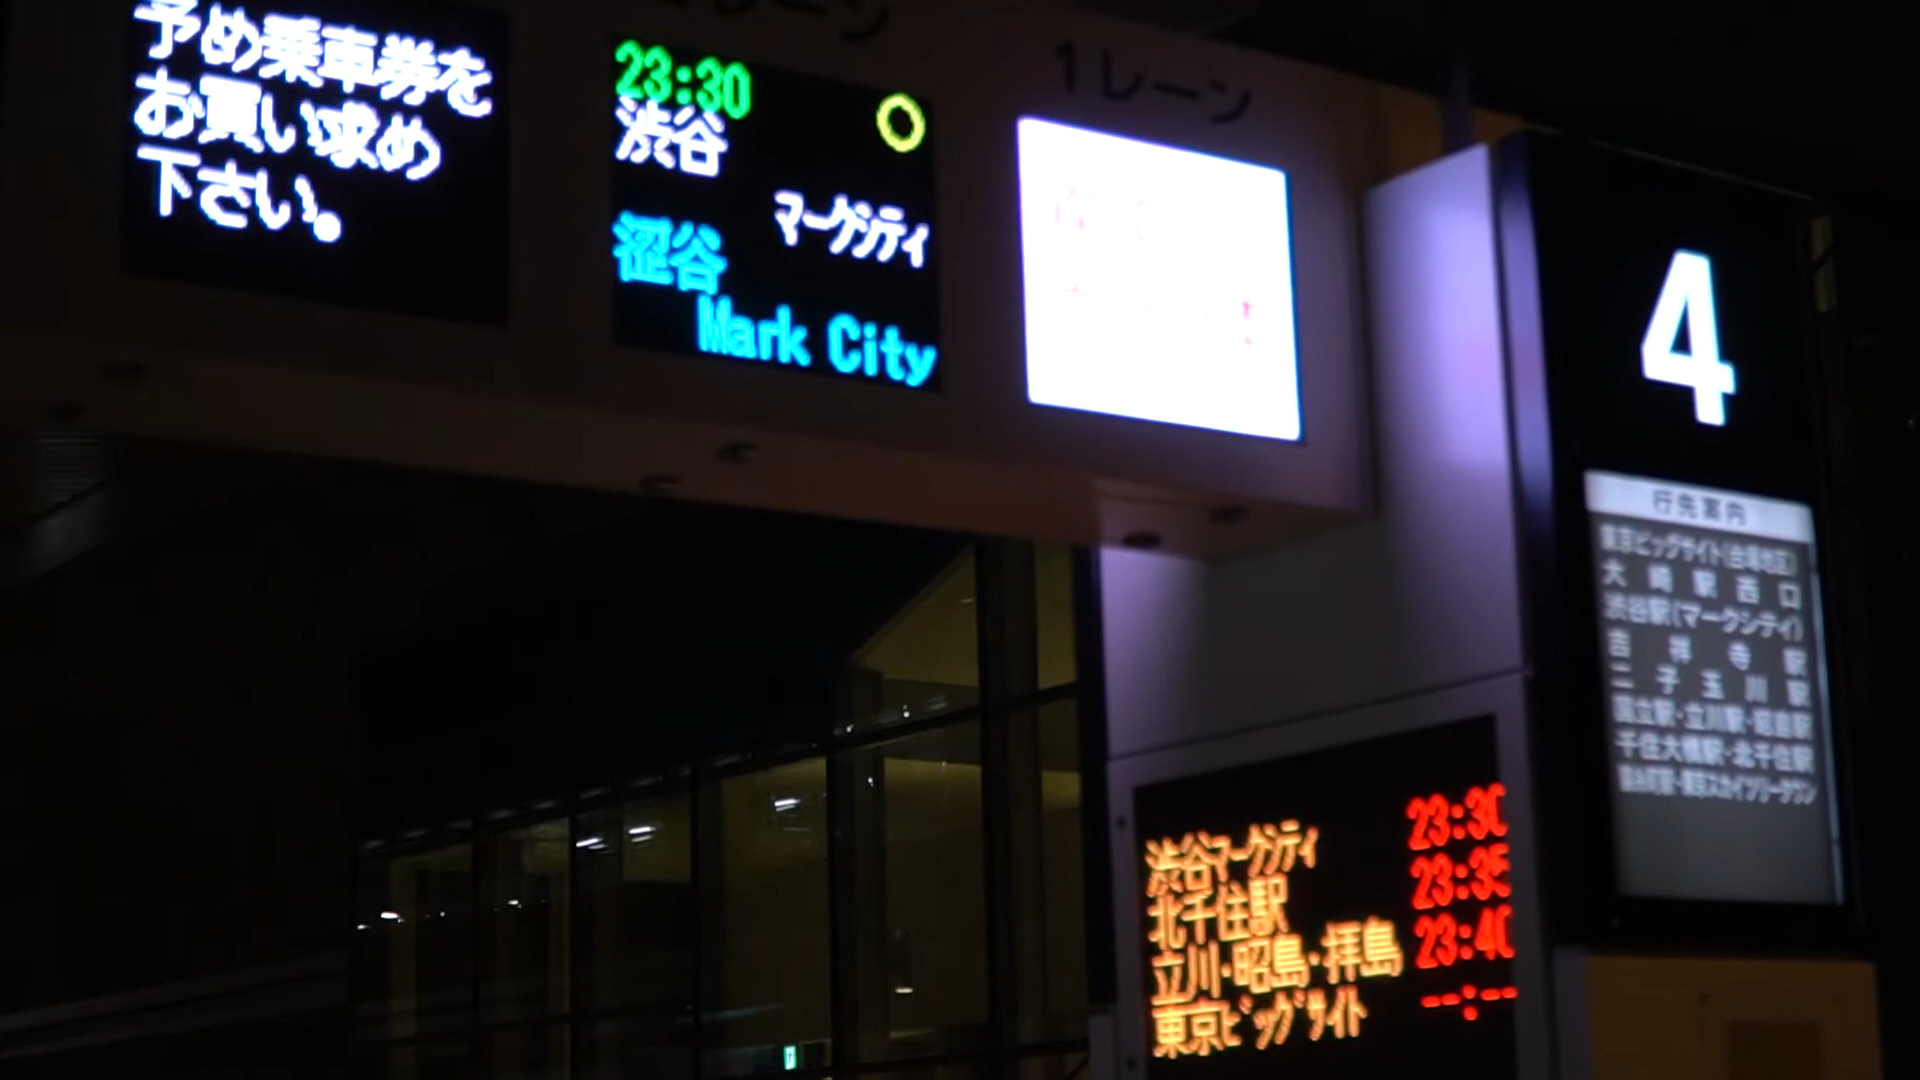 予め乗車券を
お買い求め
下さい。
レーン
23:30
渋谷
マークシティ
涩谷
Mark City
1レーン
4
行先案内
東京ビッグサイト(台場地区)
大崎駅西口
渋谷駅(マークシティ)
吉祥寺駅
二子玉川駅
国立駅・立川駅・昭島駅
千住大橋駅・北千住駅
錦糸町駅・東京スカイツリータウン
渋谷マークシティ 23:30
北千住駅 23:35
立川・昭島・拝島 23:40
東京ビッグサイト --:--